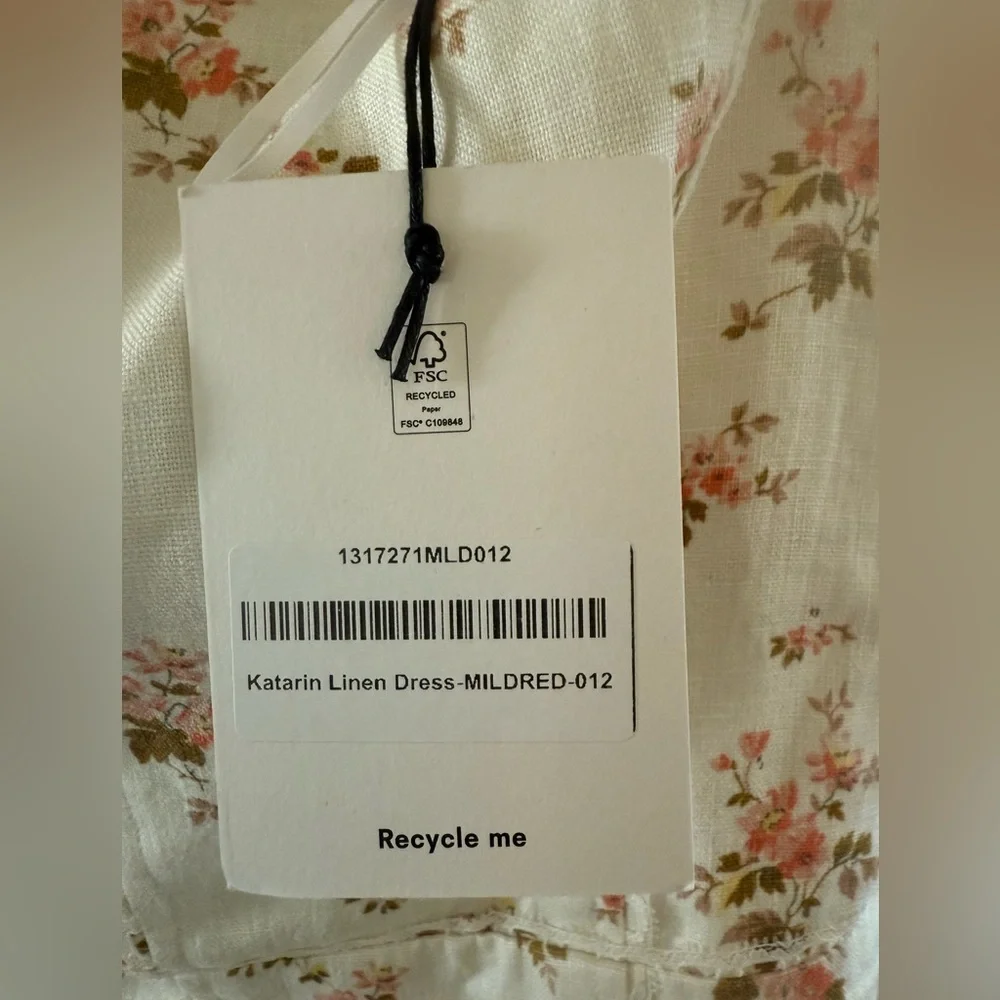 FSC
RECYCLED
Paper
FSC® C109848
1317271MLD012
Katarin Linen Dress-MILDRED-012
Recycle me